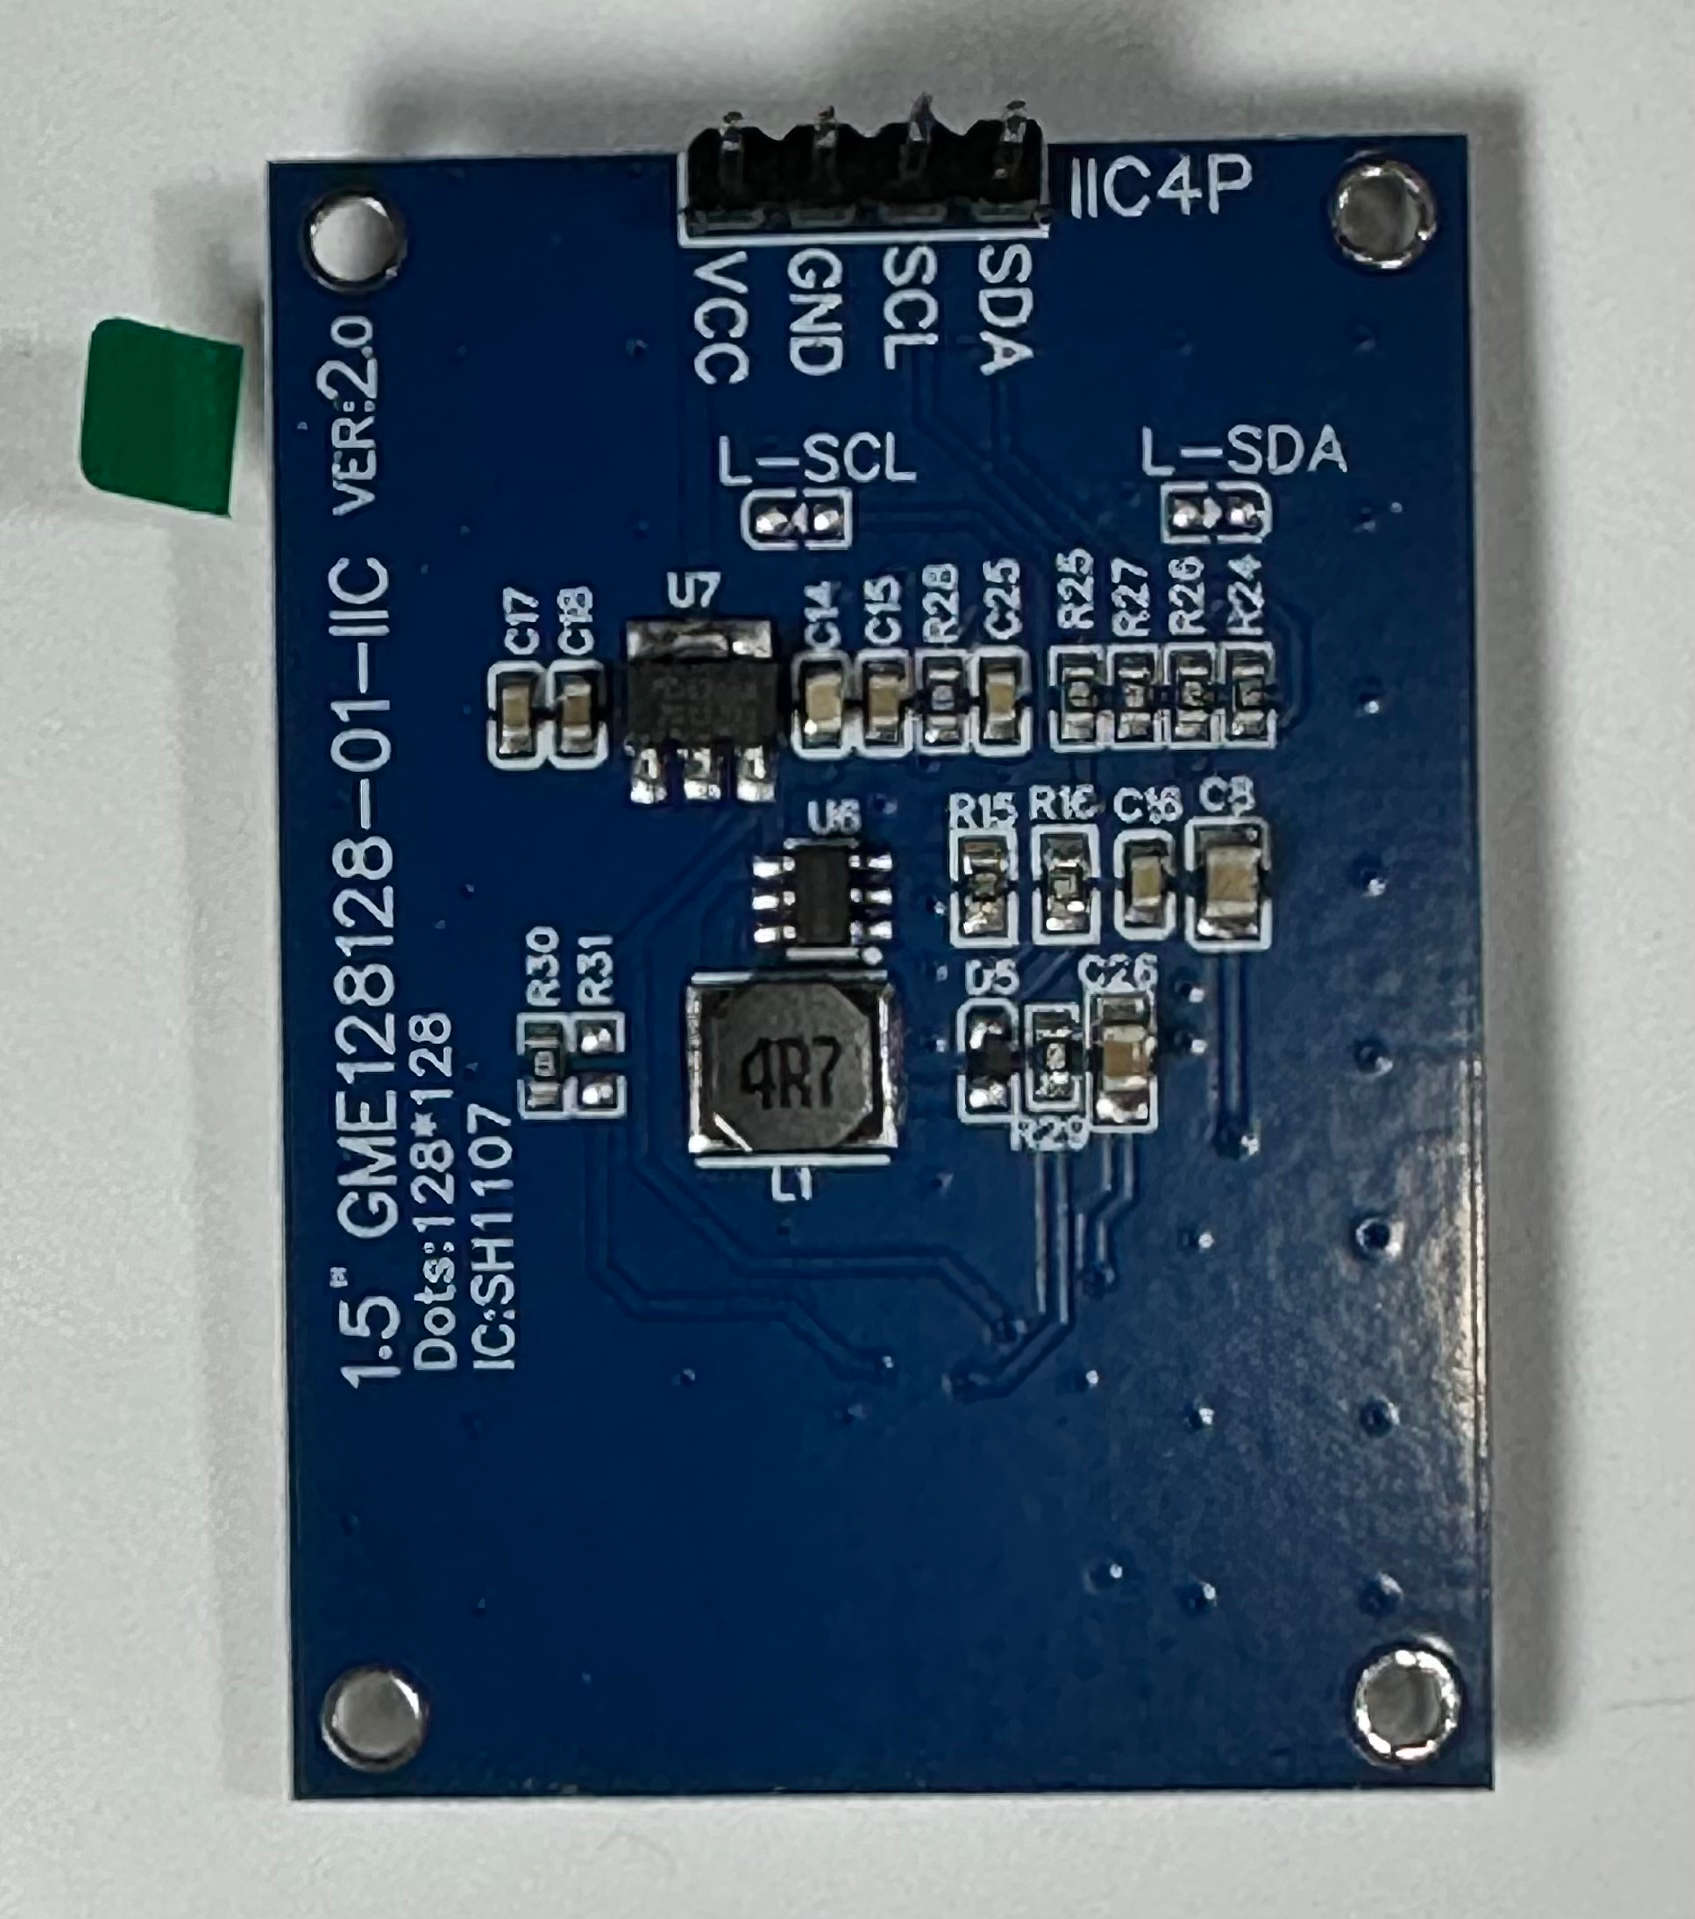 IIC4P
VCC
GND
SCL
SDA
L-SCL
L-SDA
C17
C18
U7
C14
C15
R28
C25
R25
R27
R26
R24
U6
R15
R16
C16
C8
R30
R31
4R7
L1
C26
R29
1.5" GME128128-01-IIC VER:2.0
Dots:128*128
IC:SH1107